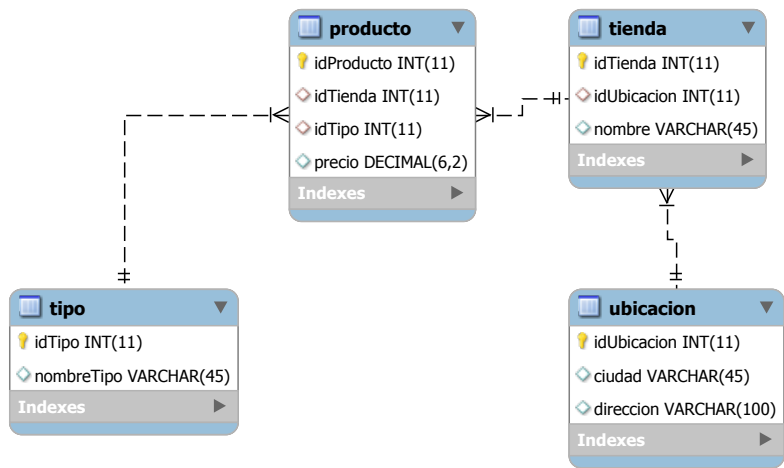 producto
idProducto INT(11)
idTienda INT(11)
idTipo INT(11)
precio DECIMAL(6,2)
Indexes
tienda
idTienda INT(11)
idUbicacion INT(11)
nombre VARCHAR(45)
Indexes
tipo
idTipo INT(11)
nombreTipo VARCHAR(45)
Indexes
ubicacion
idUbicacion INT(11)
ciudad VARCHAR(45)
direccion VARCHAR(100)
Indexes